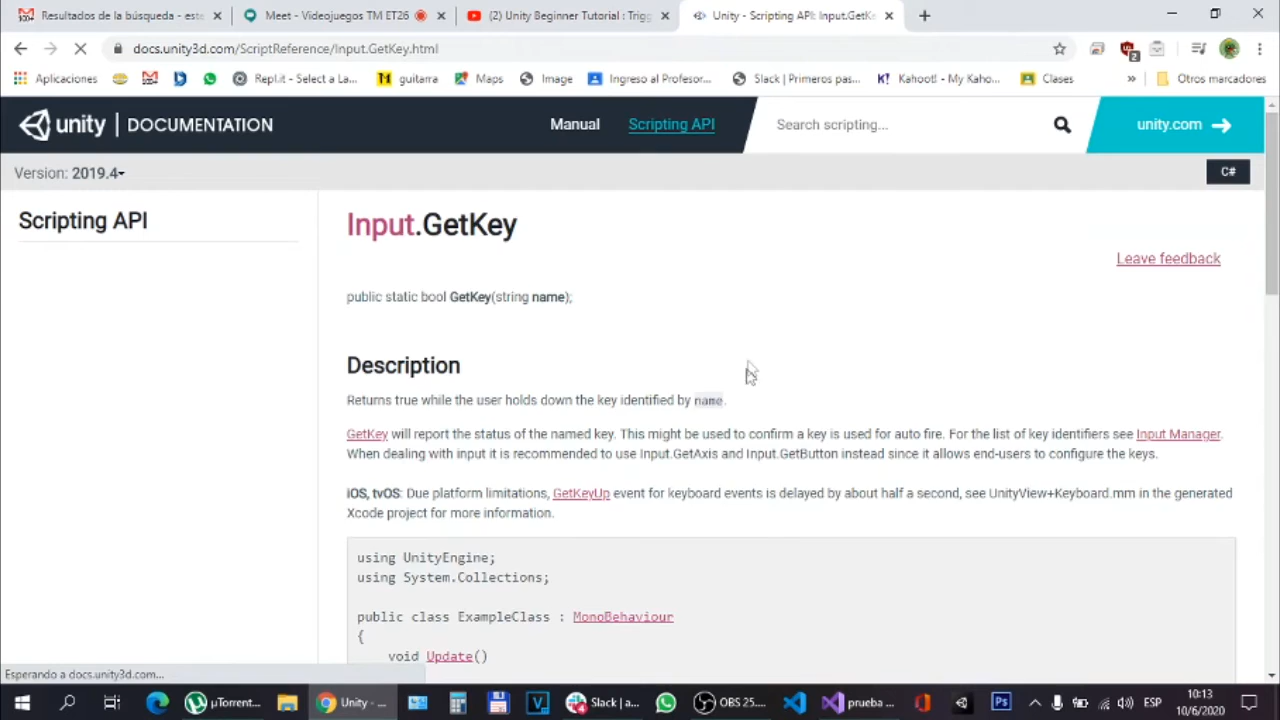 Resultados de la búsqueda - este
Meet - Videojuegos TM ET26
(2) Unity Beginner Tutorial : Trigg
Unity - Scripting API: Input.GetKe
docs.unity3d.com/ScriptReference/Input.GetKey.html
2
Aplicaciones
Repl.it - Select a La...
guitarra
Maps
Image
Ingreso al Profesor...
Slack | Primeros pas...
K! Kahoot! - My Kaho...
Clases
»
Otros marcadores
unity | DOCUMENTATION
Manual
Scripting API
Search scripting...
unity.com
Version: 2019.4
C#
Scripting API
Input.GetKey
Leave feedback
public static bool GetKey(string name);
Description
Returns true while the user holds down the key identified by name.
GetKey will report the status of the named key. This might be used to confirm a key is used for auto fire. For the list of key identifiers see Input Manager.
When dealing with input it is recommended to use Input.GetAxis and Input.GetButton instead since it allows end-users to configure the keys.
iOS, tvOS: Due platform limitations, GetKeyUp event for keyboard events is delayed by about half a second, see UnityView+Keyboard.mm in the generated
Xcode project for more information.
using UnityEngine;
using System.Collections;
public class ExampleClass : MonoBehaviour
{
void Update()
Esperando a docs.unity3d.com...
µTorrent...
Unity - ...
Slack | a...
OBS 25....
prueba ...
Ps
ESP
10:13
10/6/2020